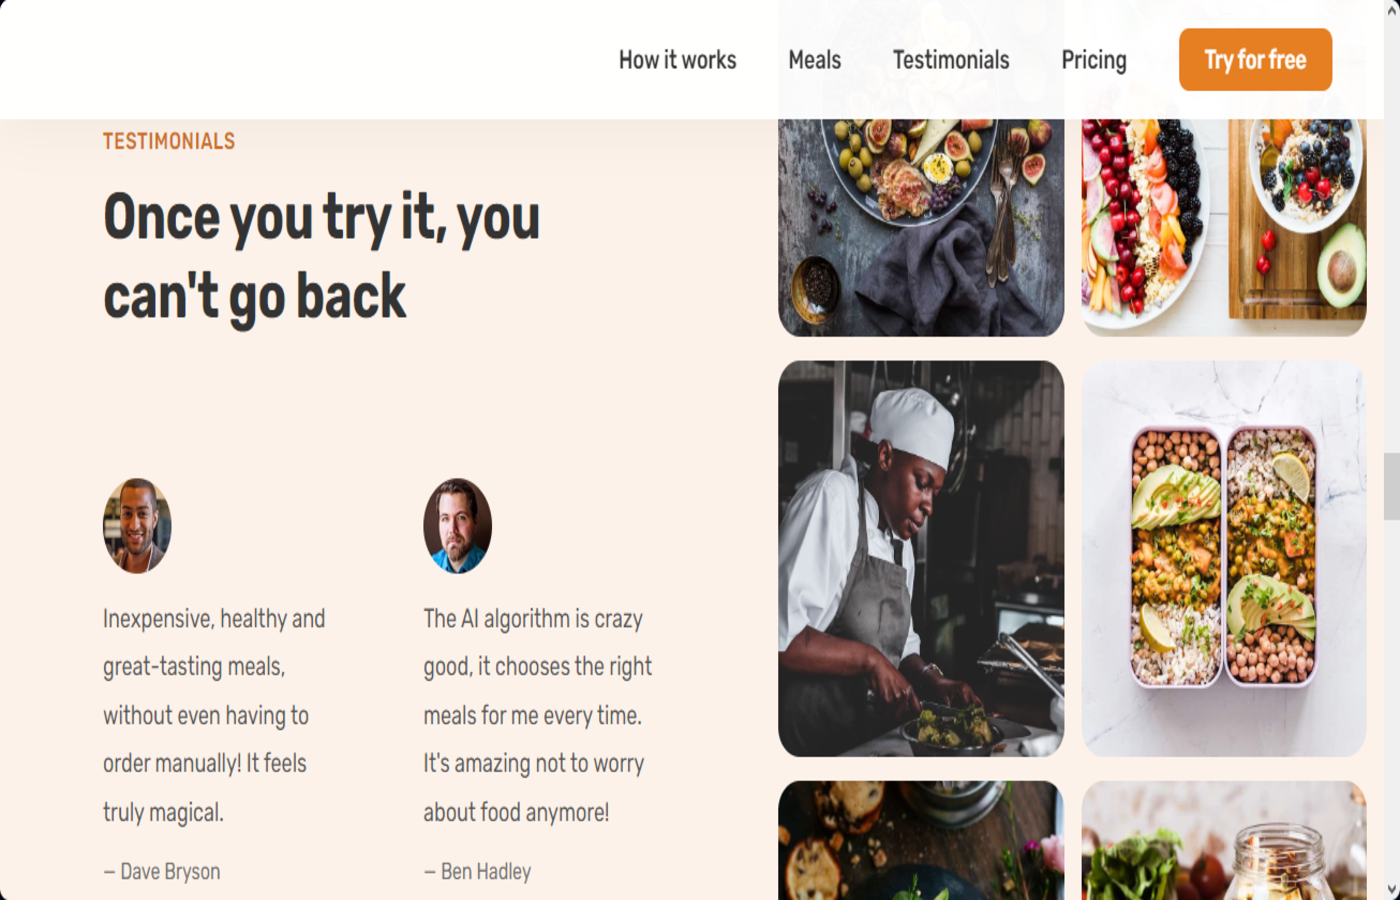 How it works
Meals
Testimonials
Pricing
Try for free
TESTIMONIALS
Once you try it, you
can't go back
Inexpensive, healthy and
great-tasting meals,
without even having to
order manually! It feels
truly magical.
– Dave Bryson
The AI algorithm is crazy
good, it chooses the right
meals for me every time.
It's amazing not to worry
about food anymore!
– Ben Hadley